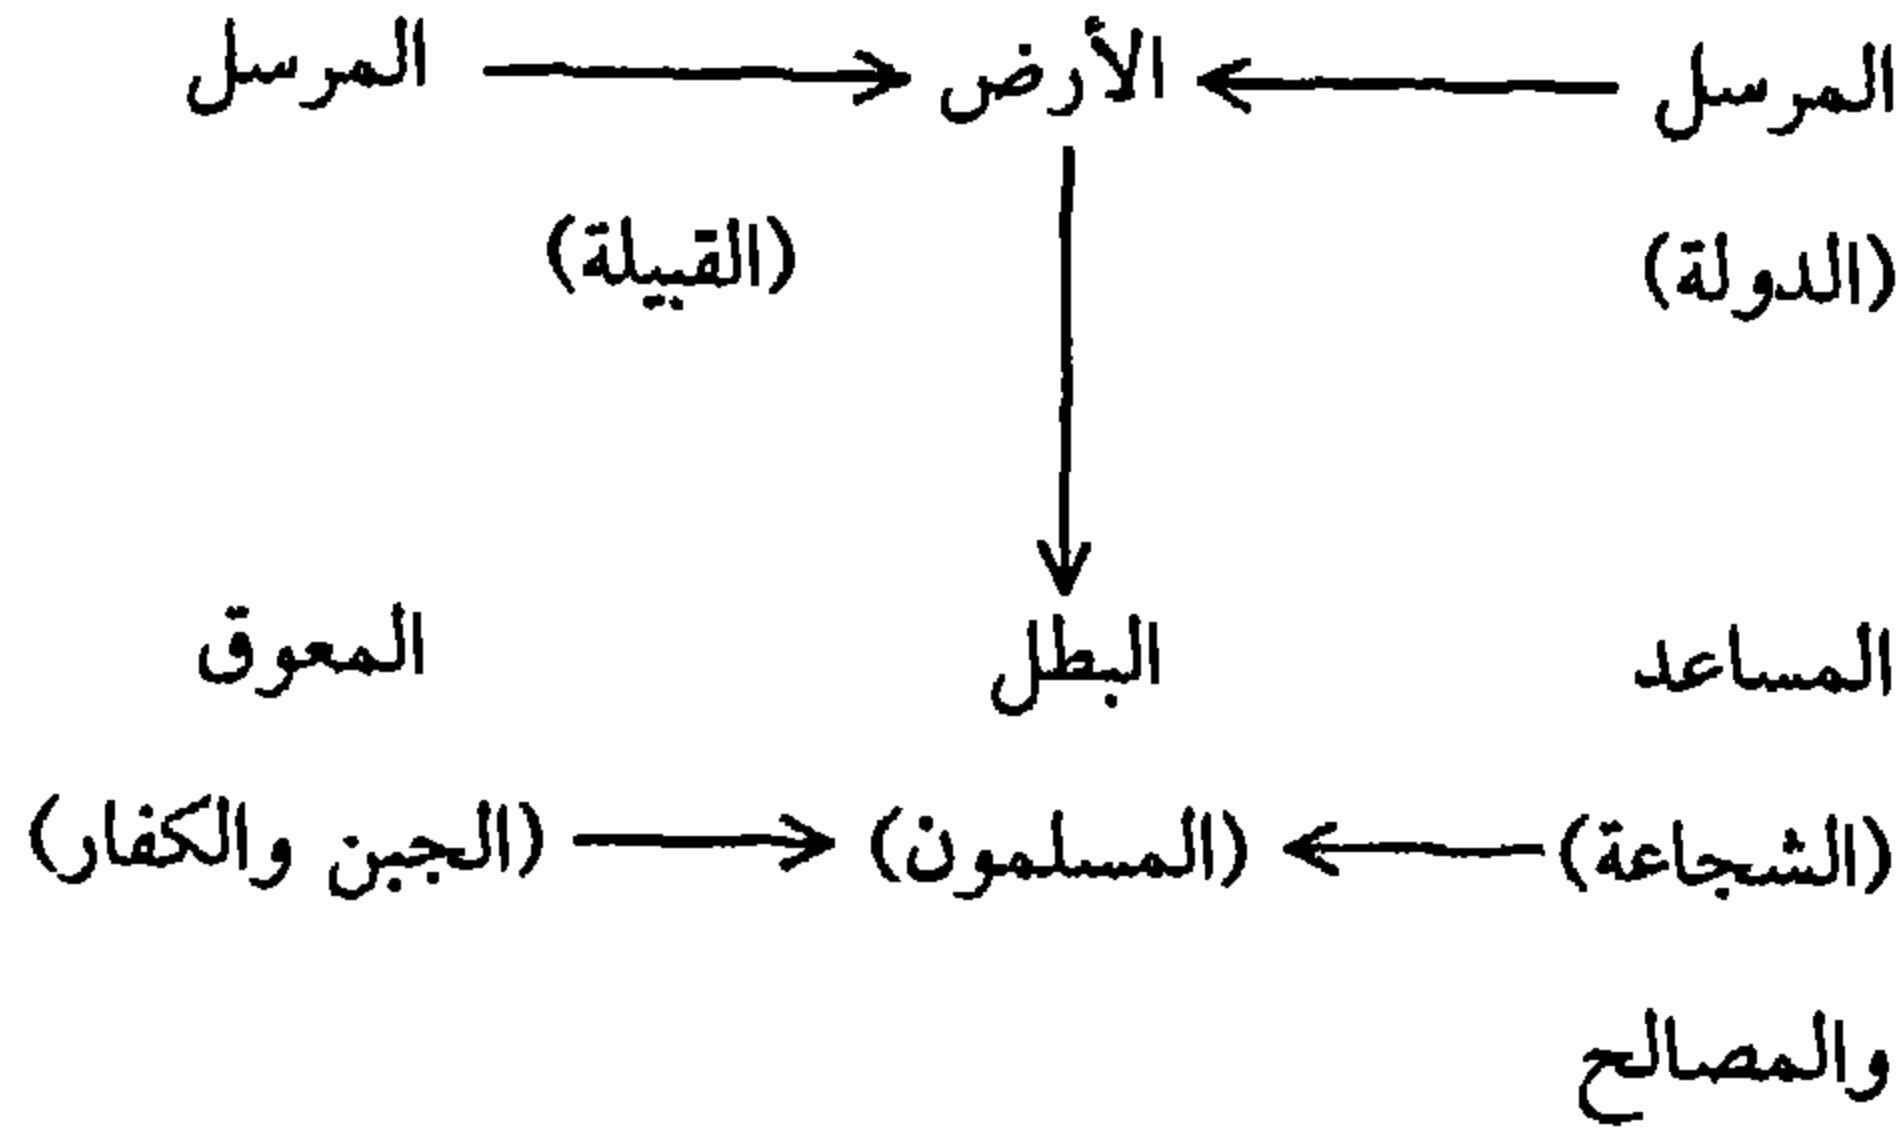 المرسل الأرض المرسل
(الدولة) (القبيلة)
المساعد البطل المعوق
(الشجاعة) (المسلمون) (الجبن والكفار)
والمصالح